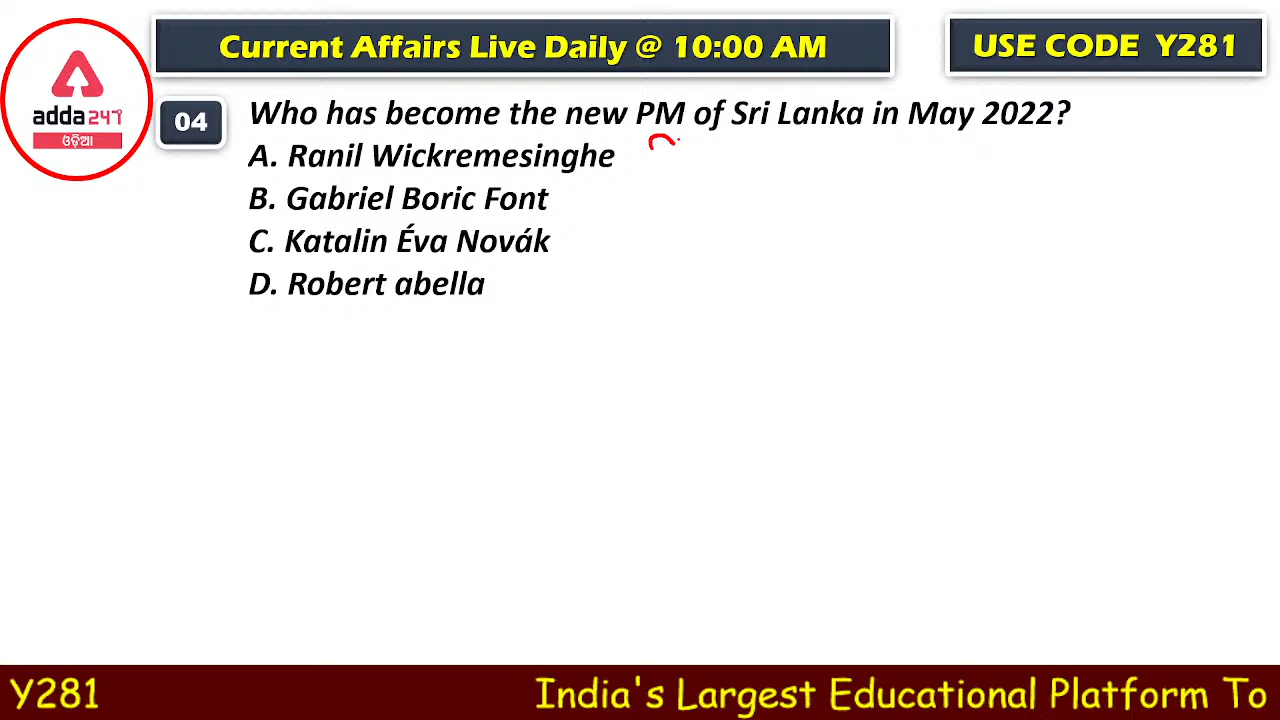 Current Affairs Live Daily @ 10:00 AM
USE CODE Y281
adda247
ଓଡ଼ିଆ
04
Who has become the new PM of Sri Lanka in May 2022?
A. Ranil Wickremesinghe
B. Gabriel Boric Font
C. Katalin Éva Novák
D. Robert abella
Y281
India's Largest Educational Platform To